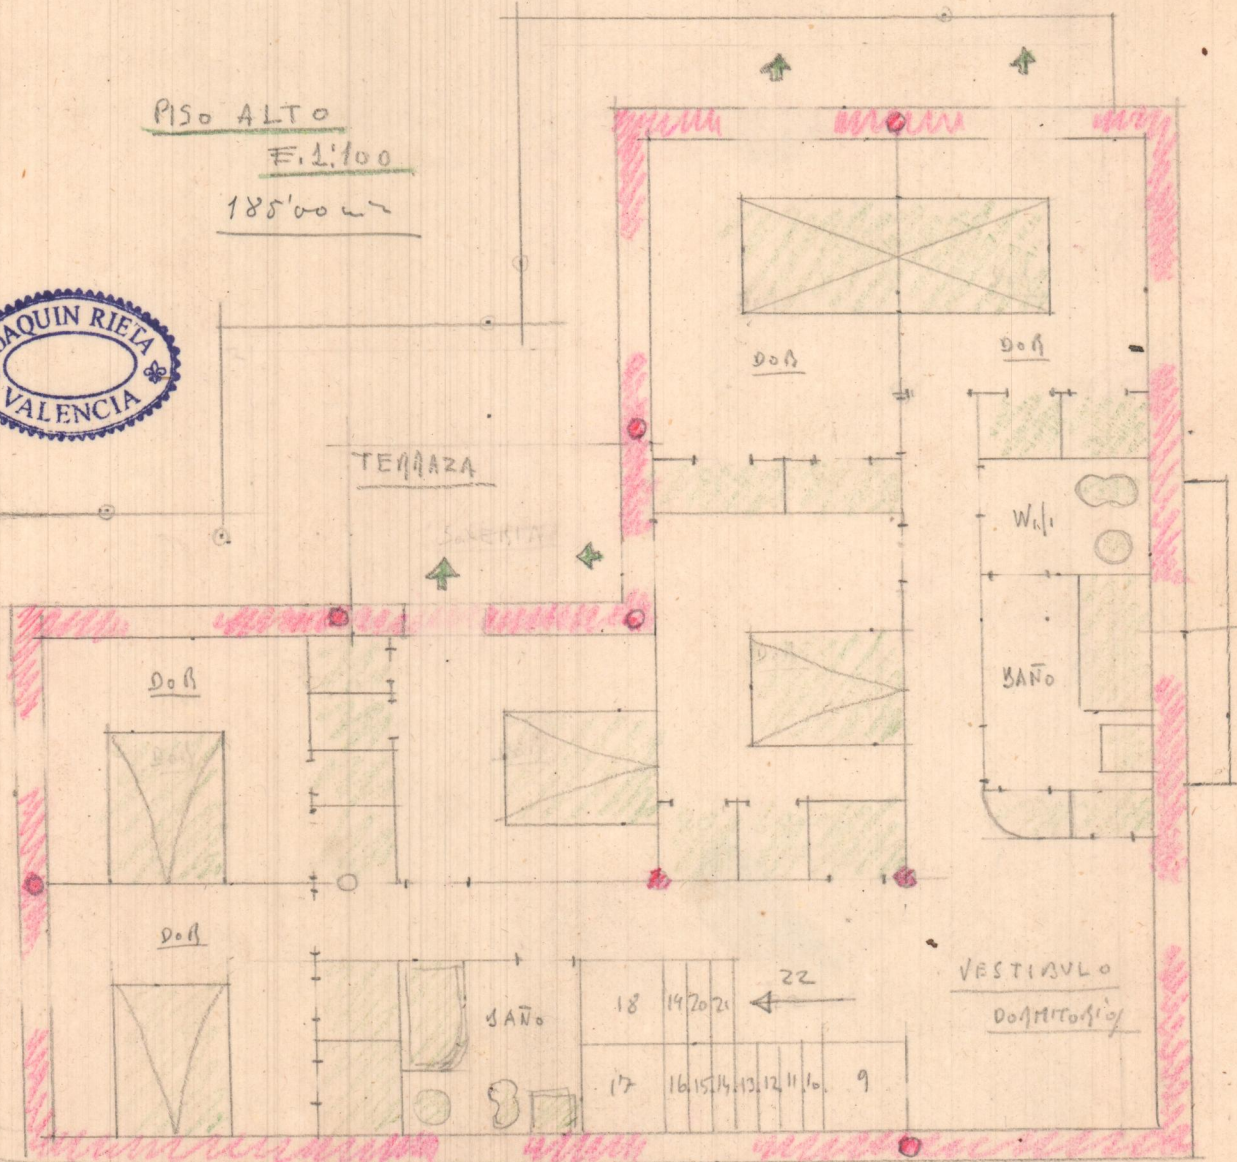 PISO ALTO
E. 1:100
185'00 m²
JOAQUIN RIETA
VALENCIA
DOR
DOR
TERRAZA
BAÑO
DOR
DOR
BAÑO
22
18 19 20 21
17 16. 15. 14. 13. 12. 11. 10. 9
VESTIBULO
DORMITORIO